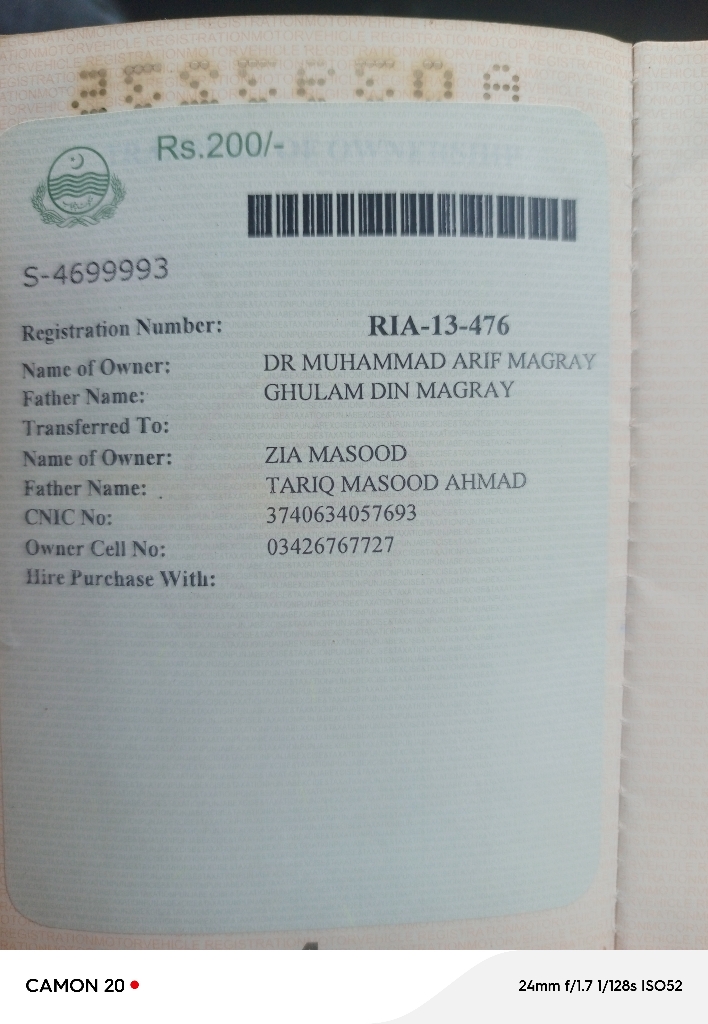 Rs.200/-
S-4699993
Registration Number: RIA-13-476
Name of Owner: DR MUHAMMAD ARIF MAGRAY
Father Name: GHULAM DIN MAGRAY
Transferred To:
Name of Owner: ZIA MASOOD
Father Name: TARIQ MASOOD AHMAD
CNIC No: 3740634057693
Owner Cell No: 03426767727
Hire Purchase With:
CAMON 20 24mm f/1.7 1/128s ISO52